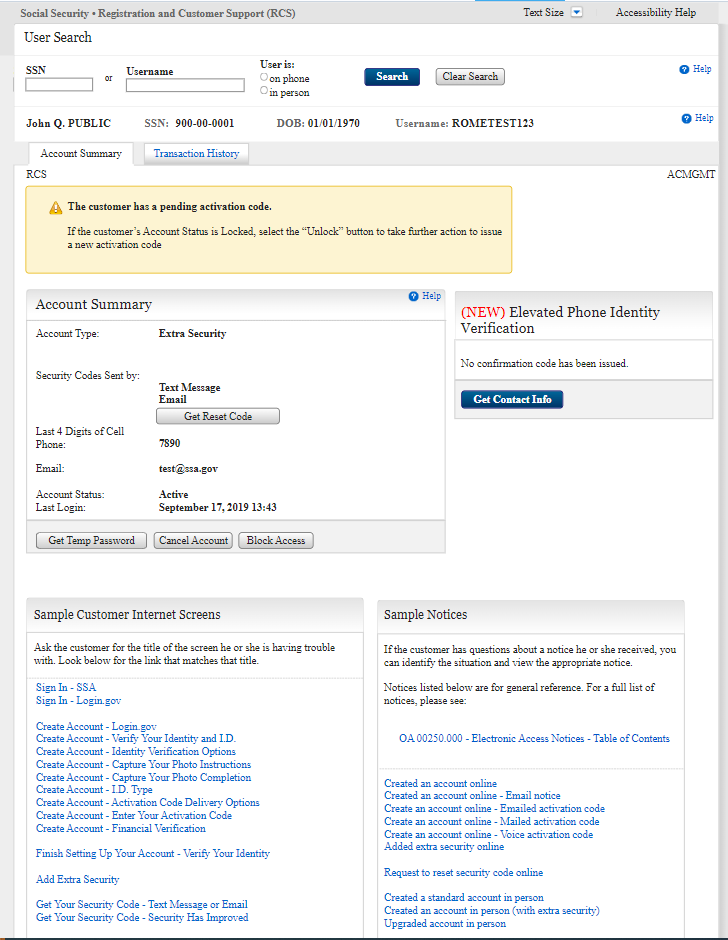 Social Security • Registration and Customer Support (RCS)
Text Size
Accessibility Help
User Search
SSN
or
Username
User is:
on phone
in person
Search
Clear Search
Help
John Q. PUBLIC SSN: 900-00-0001 DOB: 01/01/1970 Username: ROMETEST123
Help
Account Summary
Transaction History
RCS
ACMGMT
The customer has a pending activation code.
If the customer's Account Status is Locked, select the “Unlock” button to take further action to issue
a new activation code
Account Summary
Help
Account Type: Extra Security
Security Codes Sent by:
Text Message
Email
Get Reset Code
Last 4 Digits of Cell
Phone: 7890
Email: test@ssa.gov
Account Status: Active
Last Login: September 17, 2019 13:43
Get Temp Password
Cancel Account
Block Access
(NEW) Elevated Phone Identity
Verification
No confirmation code has been issued.
Get Contact Info
Sample Customer Internet Screens
Ask the customer for the title of the screen he or she is having trouble
with. Look below for the link that matches that title.
Sign In - SSA
Sign In - Login.gov
Create Account - Login.gov
Create Account - Verify Your Identity and I.D.
Create Account - Identity Verification Options
Create Account - Capture Your Photo Instructions
Create Account - Capture Your Photo Completion
Create Account - I.D. Type
Create Account - Activation Code Delivery Options
Create Account - Enter Your Activation Code
Create Account - Financial Verification
Finish Setting Up Your Account - Verify Your Identity
Add Extra Security
Get Your Security Code - Text Message or Email
Get Your Security Code - Security Has Improved
Sample Notices
If the customer has questions about a notice he or she received, you
can identify the situation and view the appropriate notice.
Notices listed below are for general reference. For a full list of
notices, please see:
OA 00250.000 - Electronic Access Notices - Table of Contents
Created an account online
Created an account online - Email notice
Create an account online - Emailed activation code
Create an account online - Mailed activation code
Create an account online - Voice activation code
Added extra security online
Request to reset security code online
Created a standard account in person
Created an account in person (with extra security)
Upgraded account in person